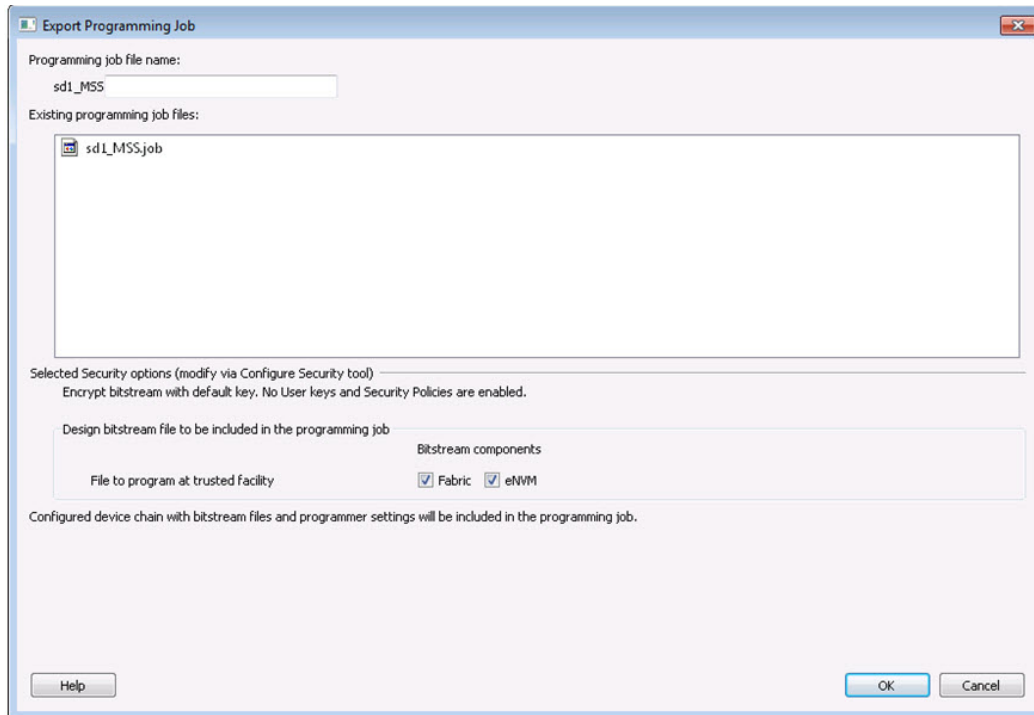 Export Programming Job
Programming job file name:
sd1_MSS
Existing programming job files:
sd1_MSS.job
Selected Security options (modify via Configure Security tool)
Encrypt bitstream with default key. No User keys and Security Policies are enabled.
Design bitstream file to be included in the programming job
Bitstream components
File to program at trusted facility Fabric eNVM
Configured device chain with bitstream files and programmer settings will be included in the programming job.
Help OK Cancel